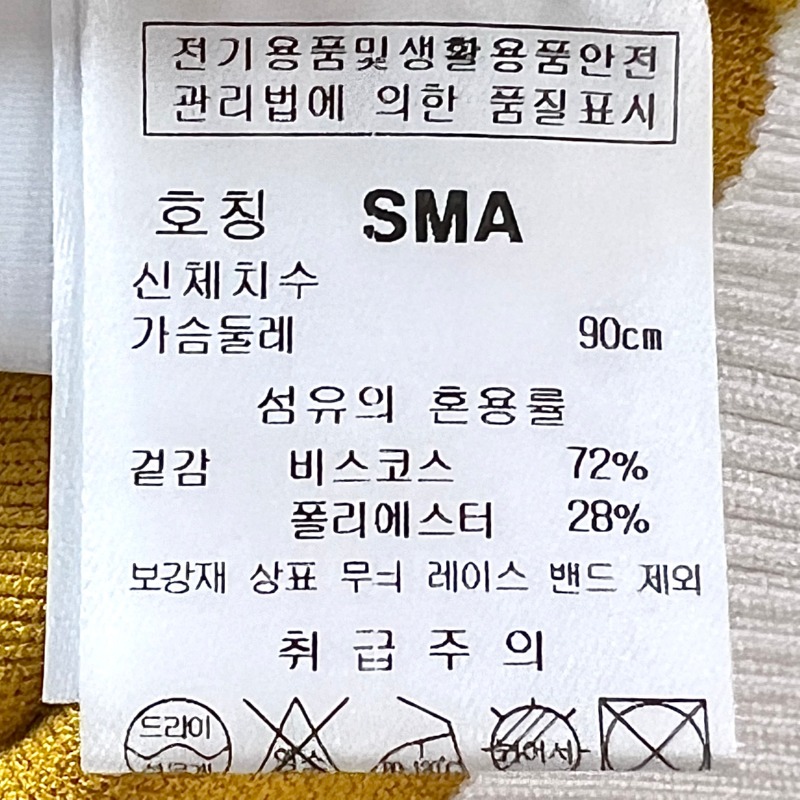 전기용품및생활용품안전
관리법에 의한 품질표시
호칭 SMA
신체치수
가슴둘레 90cm
섬유의 혼용률
겉감 비스코스 72%
폴리에스터 28%
보강재 상표 무늬 레이스 밴드 제외
취급주의
드라이